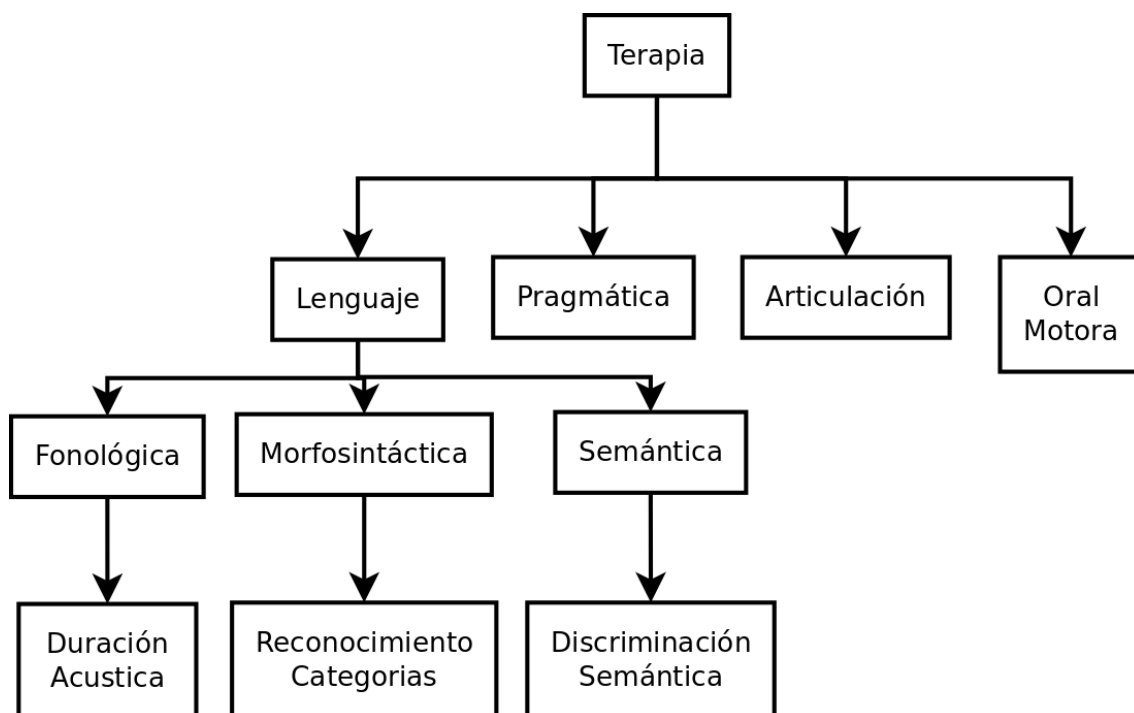 Terapia
Lenguaje
Pragmática
Articulación
Oral
Motora
Fonológica
Morfosintáctica
Semántica
Duración
Acustica
Reconocimiento
Categorias
Discriminación
Semántica